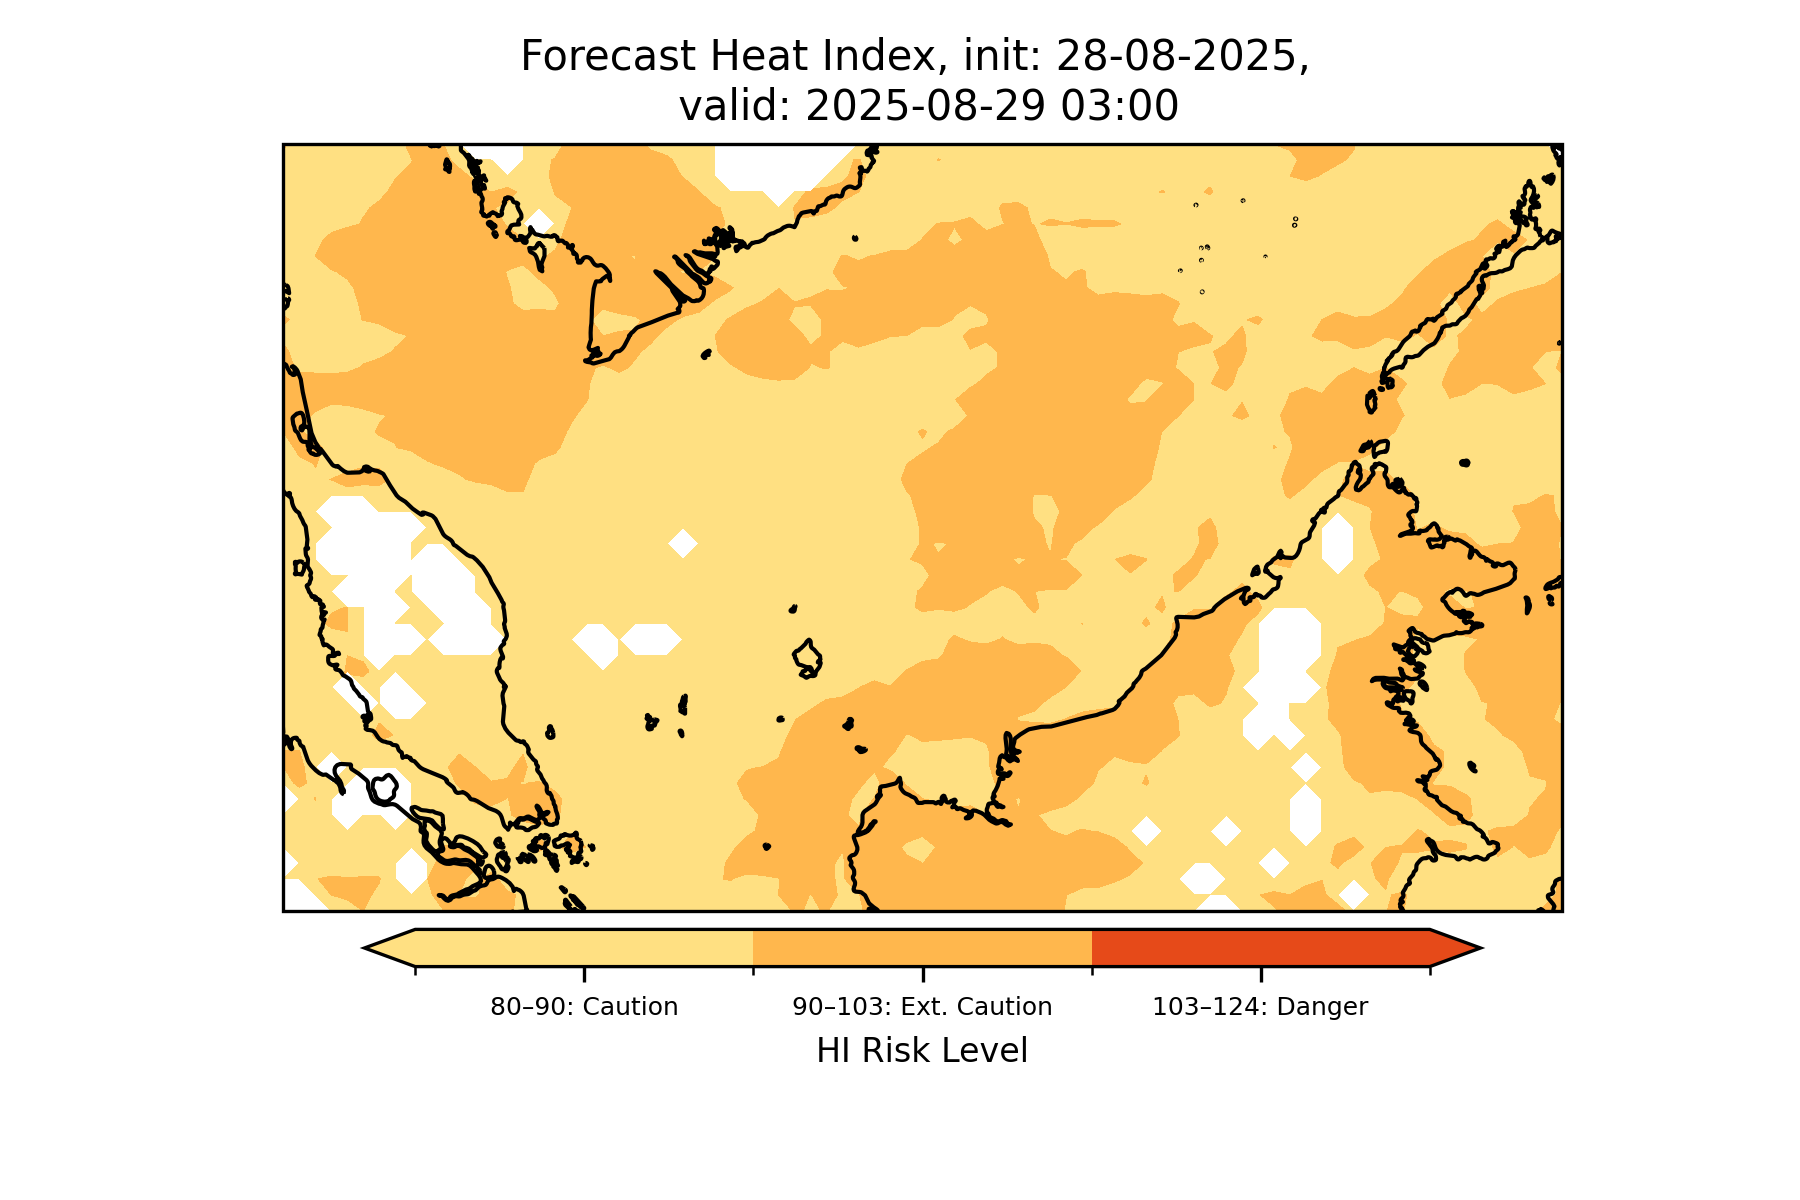 Forecast Heat Index, init: 28-08-2025,
valid: 2025-08-29 03:00
80–90: Caution
90–103: Ext. Caution
103–124: Danger
HI Risk Level